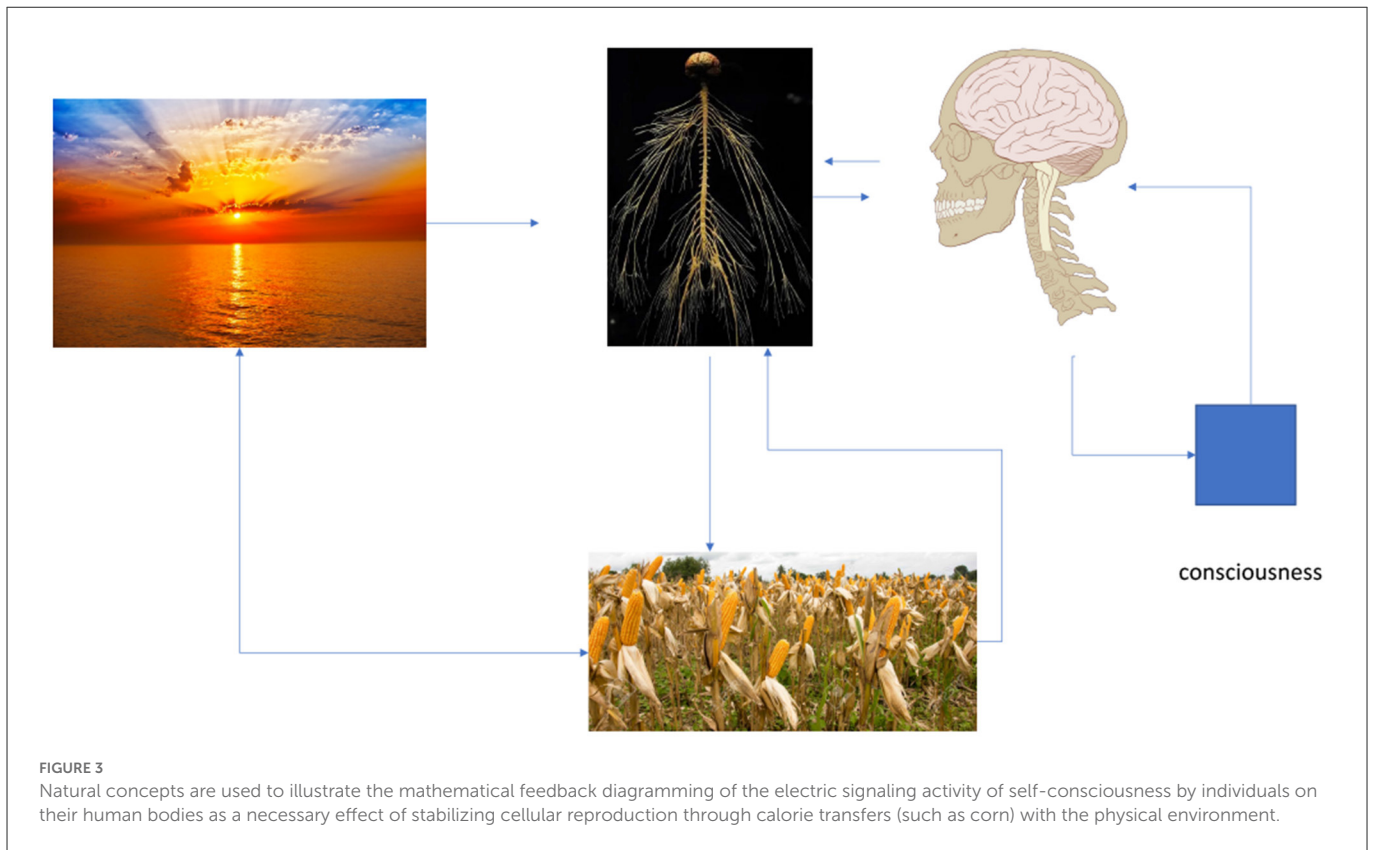 consciousness
FIGURE 3
Natural concepts are used to illustrate the mathematical feedback diagramming of the electric signaling activity of self-consciousness by individuals on
their human bodies as a necessary effect of stabilizing cellular reproduction through calorie transfers (such as corn) with the physical environment.